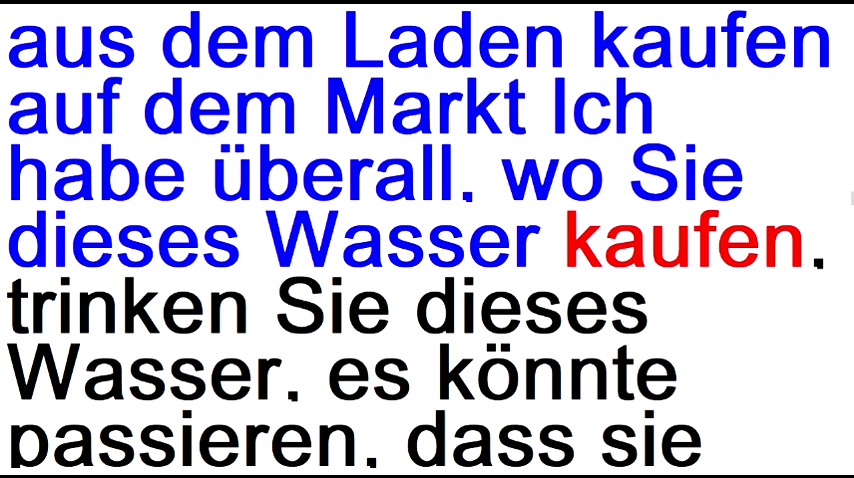 aus dem Laden kaufen
auf dem Markt Ich
habe überall, wo Sie
dieses Wasser kaufen,
trinken Sie dieses
Wasser, es könnte
passieren, dass sie